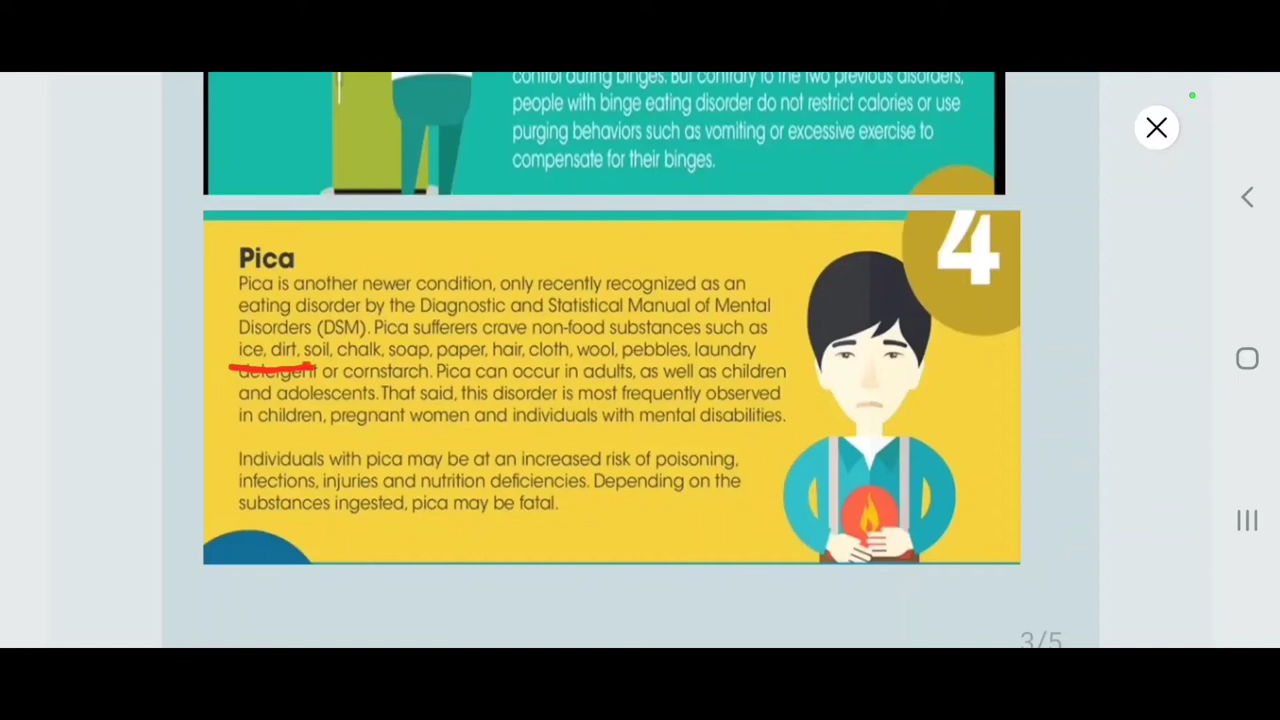 control during binges. But contrary to the two previous disorders,
people with binge eating disorder do not restrict calories or use
purging behaviors such as vomiting or excessive exercise to
compensate for their binges.
4
Pica
Pica is another newer condition, only recently recognized as an
eating disorder by the Diagnostic and Statistical Manual of Mental
Disorders (DSM). Pica sufferers crave non-food substances such as
ice, dirt, soil, chalk, soap, paper, hair, cloth, wool, pebbles, laundry
detergent or cornstarch. Pica can occur in adults, as well as children
and adolescents. That said, this disorder is most frequently observed
in children, pregnant women and individuals with mental disabilities.
Individuals with pica may be at an increased risk of poisoning,
infections, injuries and nutrition deficiencies. Depending on the
substances ingested, pica may be fatal.
3/5